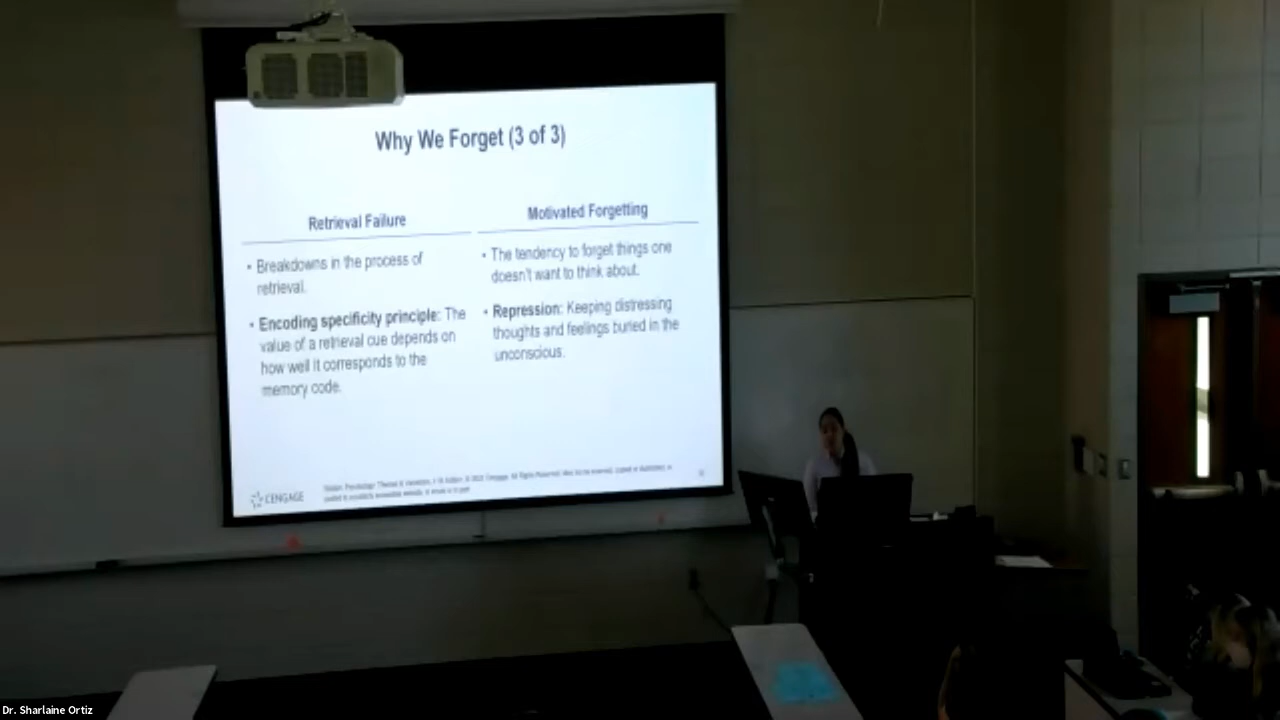 Why We Forget (3 of 3)
Retrieval Failure
• Breakdowns in the process of
retrieval.
• Encoding specificity principle: The
value of a retrieval cue depends on
how well it corresponds to the
memory code.
Motivated Forgetting
• The tendency to forget things one
doesn't want to think about.
• Repression: Keeping distressing
thoughts and feelings buried in the
unconscious.
CENGAGE
Dr. Sharlaine Ortiz